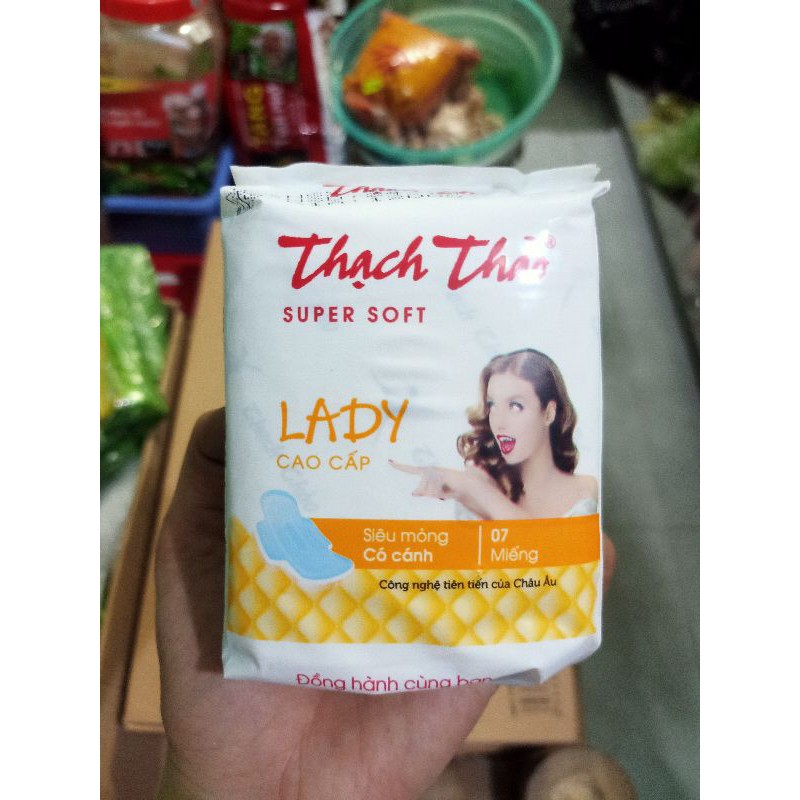 Thạch Thảo®
SUPER SOFT
LADY
CAO CẤP
Siêu mỏng
Có cánh
07
Miếng
Công nghệ tiên tiến của Châu Âu
Đồng hành cùng bạn